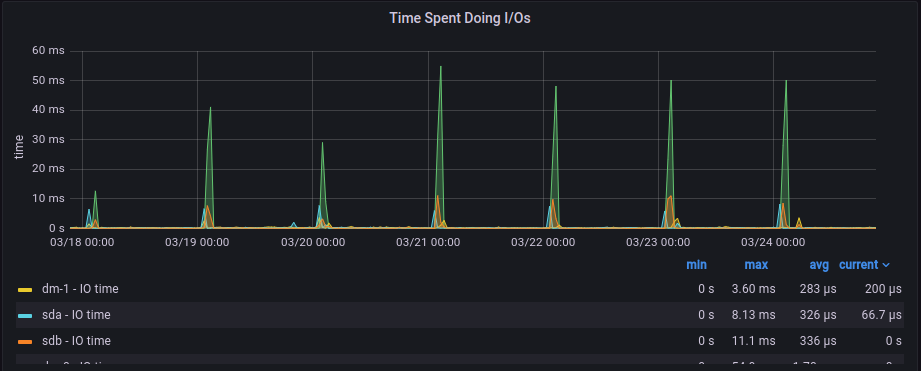 Time Spent Doing I/Os
60 ms
50 ms
40 ms
30 ms
20 ms
10 ms
0 s
time
03/18 00:00 03/19 00:00 03/20 00:00 03/21 00:00 03/22 00:00 03/23 00:00 03/24 00:00
min max avg current
dm-1 - IO time 0 s 3.60 ms 283 µs 200 µs
sda - IO time 0 s 8.13 ms 326 µs 66.7 µs
sdb - IO time 0 s 11.1 ms 336 µs 0 s